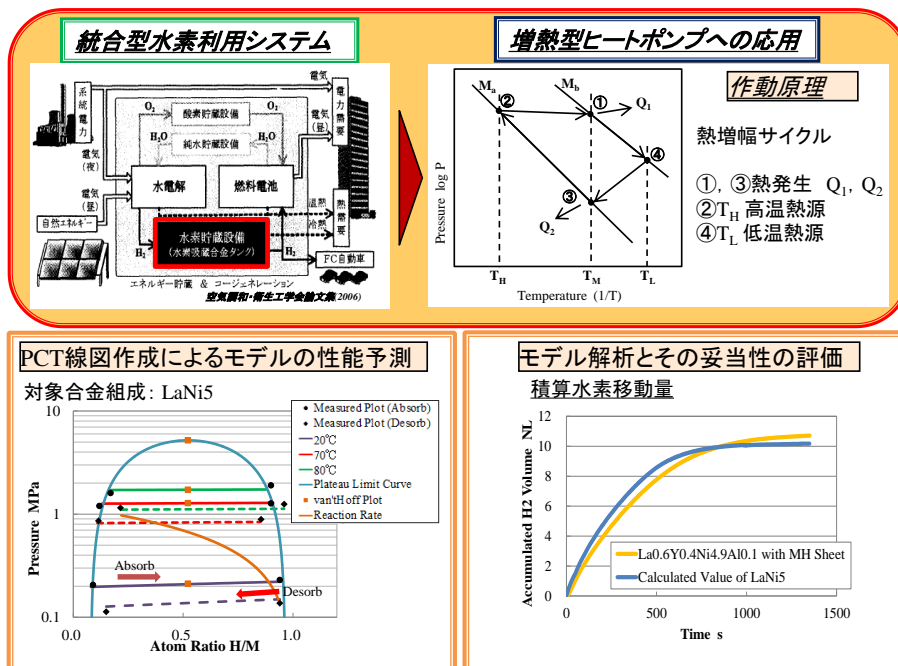 統合型水素利用システム
電気
系統電力
O₂
酸素貯蔵設備
O₂
電力需要
H₂O
純水貯蔵設備
H₂O
電気
(昼)
電気
(夜)
水電解
燃料電池
電気
(昼)
自然エネルギー
温熱
冷熱
熱需要
H₂
水素貯蔵設備
(水素吸蔵合金タンク)
H₂
FC自動車
エネルギー貯蔵 & コージェネレーション
空気調和・衛生工学会論文集(2006)
増熱型ヒートポンプへの応用
Pressure log P
Mₐ
M_b
②
①
Q₁
④
③
Q₂
T_H
T_M
T_L
Temperature (1/T)
作動原理
熱増幅サイクル
①, ③熱発生 Q₁, Q₂
②T_H 高温熱源
④T_L 低温熱源
PCT線図作成によるモデルの性能予測
対象合金組成: LaNi5
Pressure MPa
10
1
0.1
0.0
0.5
1.0
Atom Ratio H/M
Absorb
Desorb
Measured Plot (Absorb)
Measured Plot (Desorb)
20℃
70℃
80℃
Plateau Limit Curve
van'tHoff Plot
Reaction Rate
モデル解析とその妥当性の評価
積算水素移動量
Accumulated H2 Volume NL
12
10
8
6
4
2
0
0
500
1000
1500
Time s
La0.6Y0.4Ni4.9Al0.1 with MH Sheet
Calculated Value of LaNi5